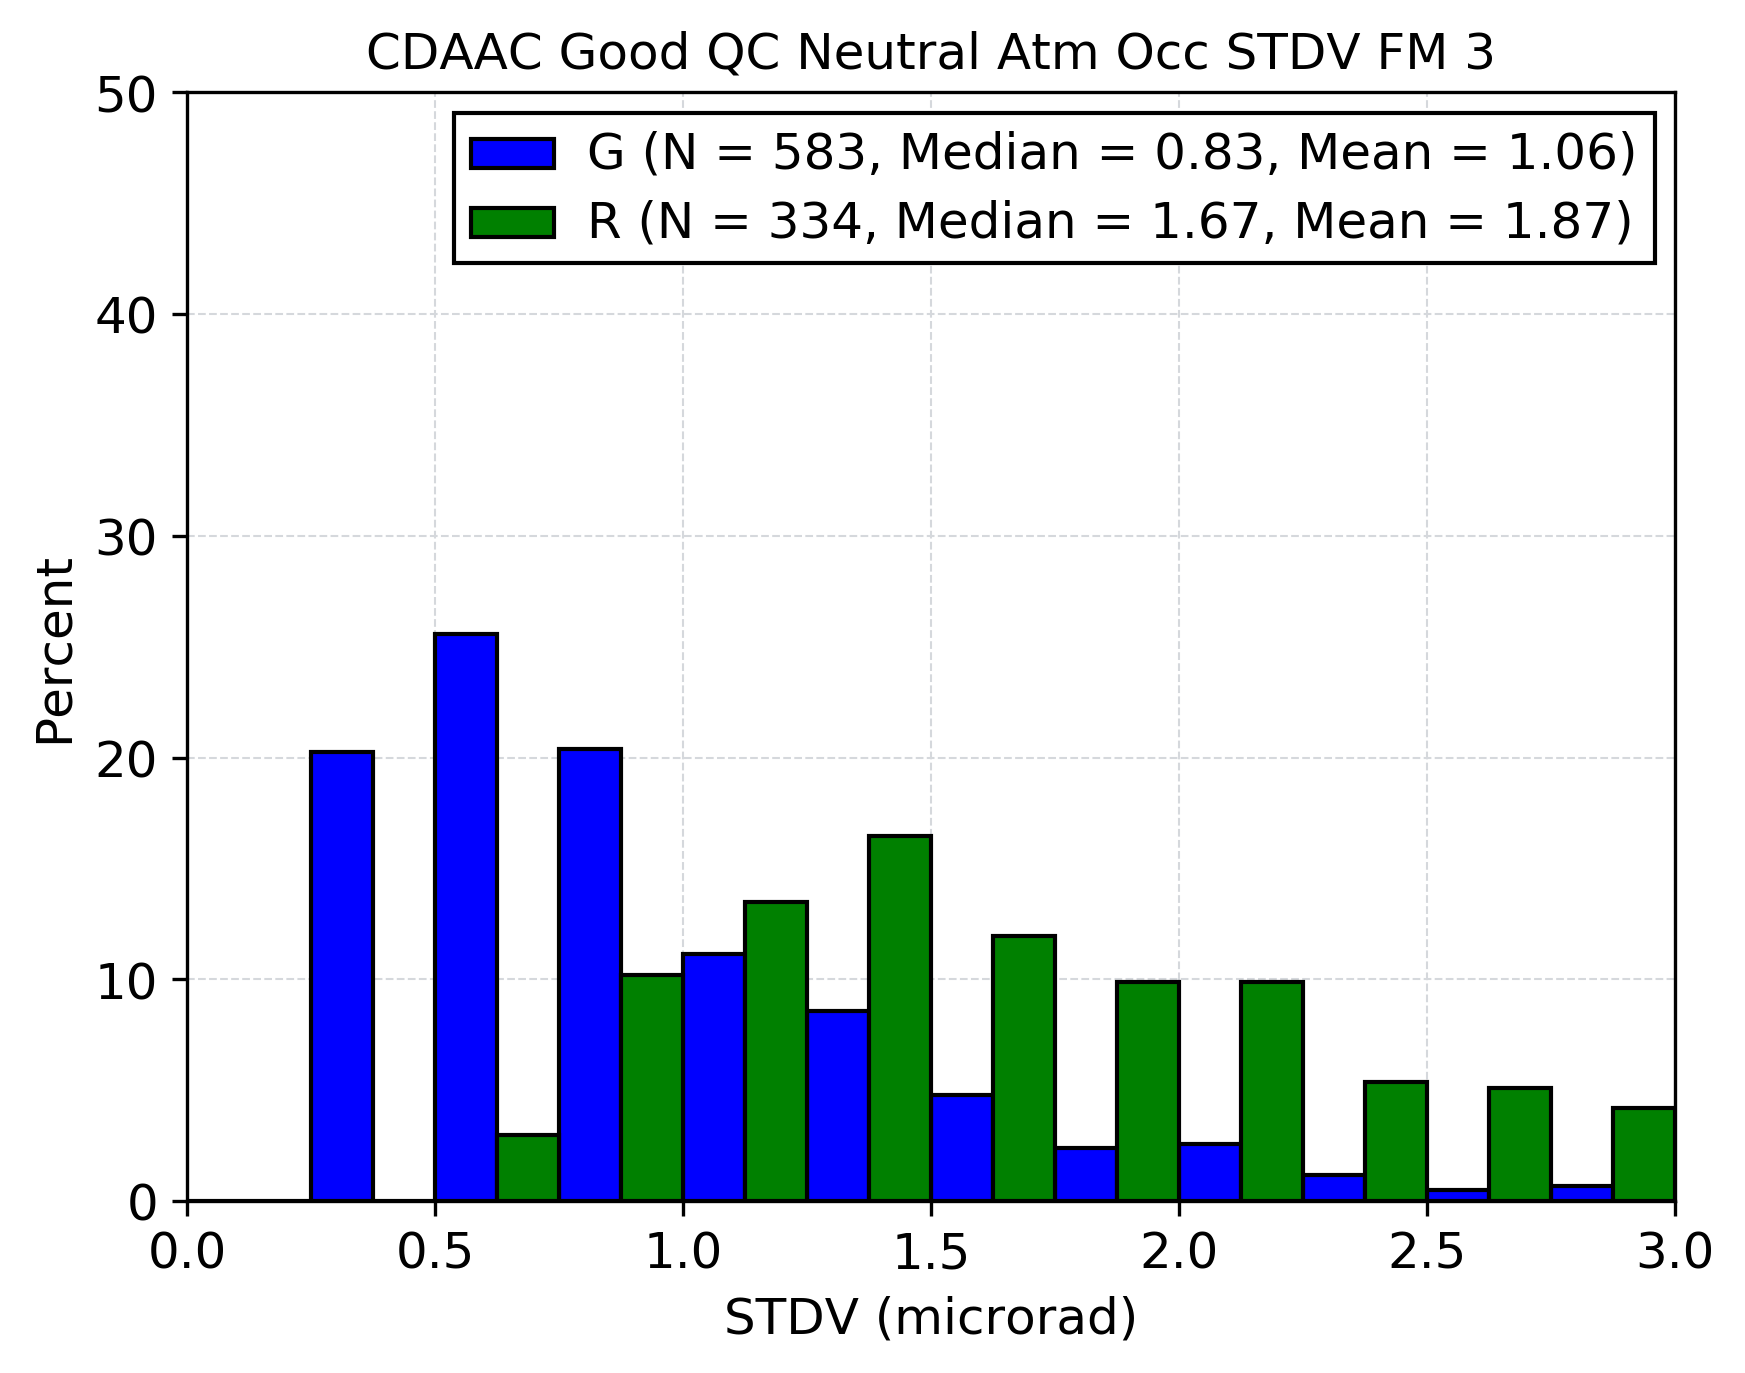 CDAAC Good QC Neutral Atm Occ STDV FM 3
G (N = 583, Median = 0.83, Mean = 1.06)
R (N = 334, Median = 1.67, Mean = 1.87)
50
40
30
20
10
0
Percent
0.0 0.5 1.0 1.5 2.0 2.5 3.0
STDV (microrad)